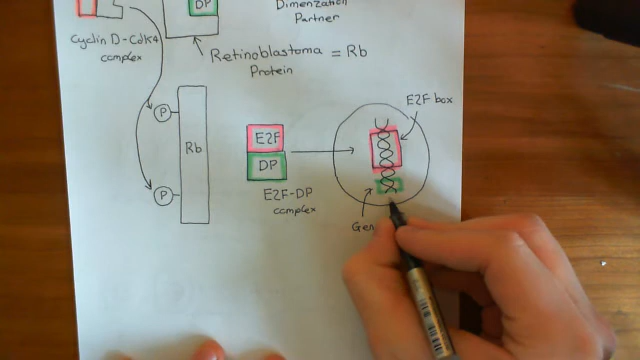 DP
Dimerization
Partner
Cyclin D-Cdk4
complex
Retinoblastoma = Rb
Protein
E2F box
P
Rb
E2F
DP
P
E2F-DP
complex
Gen